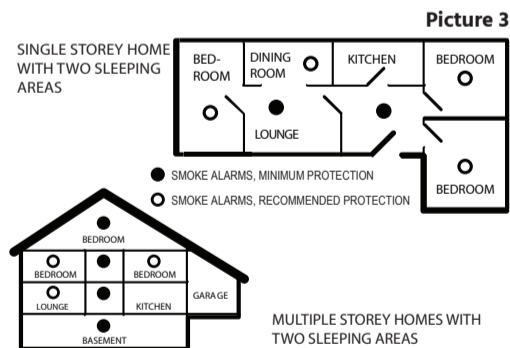 Picture 3
SINGLE STOREY HOME
WITH TWO SLEEPING
AREAS
BED-
ROOM
DINING
ROOM
KITCHEN
BEDROOM
LOUNGE
BEDROOM
SMOKE ALARMS, MINIMUM PROTECTION
SMOKE ALARMS, RECOMMENDED PROTECTION
BEDROOM
BEDROOM
BEDROOM
LOUNGE
KITCHEN
GARAGE
BASEMENT
MULTIPLE STOREY HOMES WITH
TWO SLEEPING AREAS